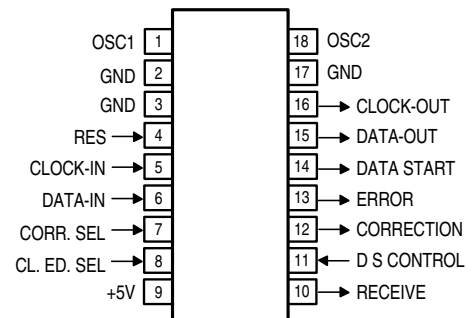 OSC1 1 18 OSC2
GND 2 17 GND
GND 3 16 CLOCK-OUT
RES 4 15 DATA-OUT
CLOCK-IN 5 14 DATA START
DATA-IN 6 13 ERROR
CORR. SEL 7 12 CORRECTION
CL. ED. SEL 8 11 D S CONTROL
+5V 9 10 RECEIVE